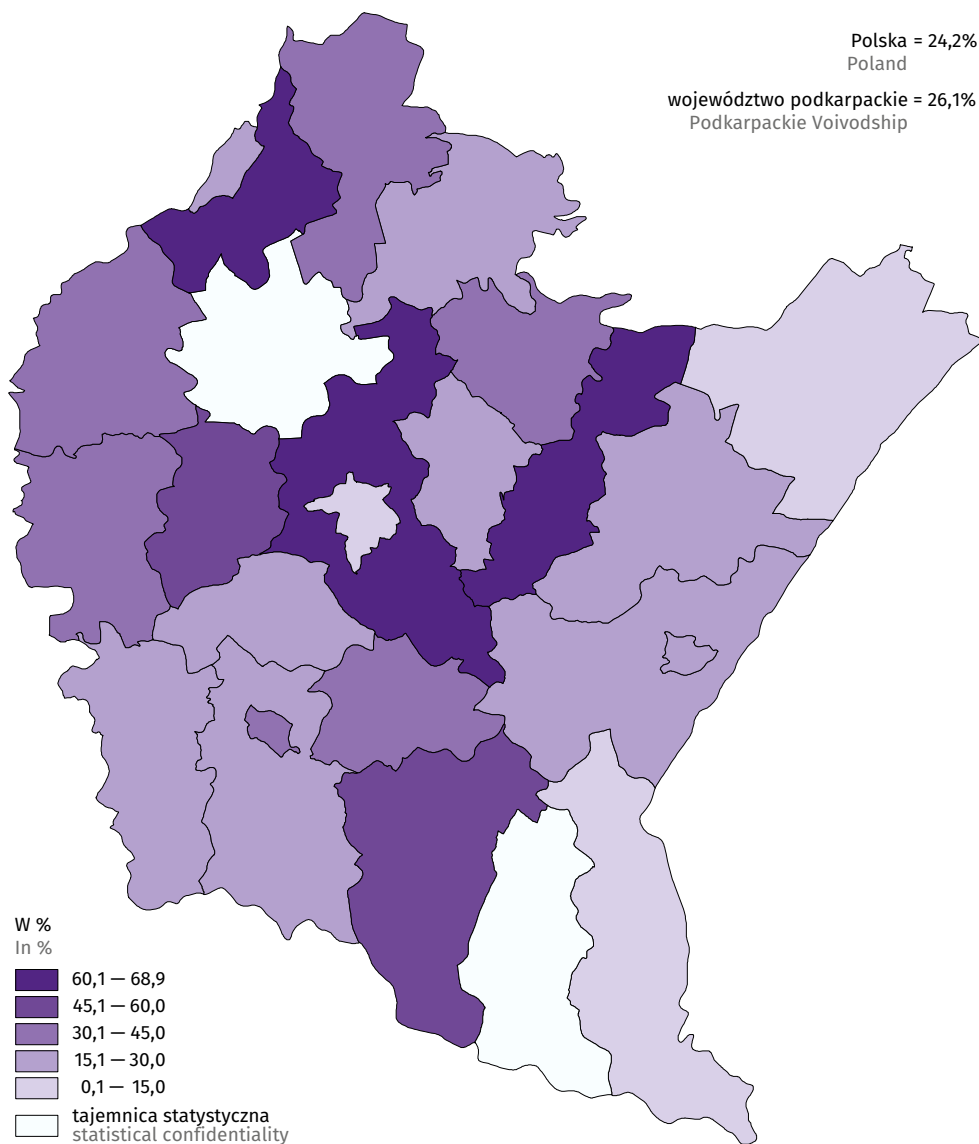 Polska = 24,2%
Poland
województwo podkarpackie = 26,1%
Podkarpackie Voivodship
W %
In %
60,1 — 68,9
45,1 — 60,0
30,1 — 45,0
15,1 — 30,0
0,1 — 15,0
tajemnica statystyczna
statistical confidentiality